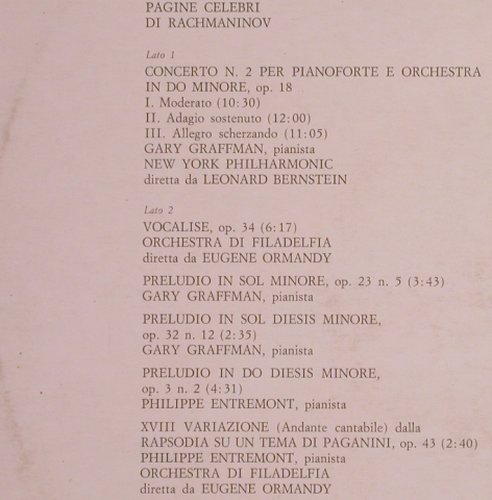 PAGINE CELEBRI
DI RACHMANINOV
Lato 1
CONCERTO N. 2 PER PIANOFORTE E ORCHESTRA
IN DO MINORE, op. 18
I. Moderato (10:30)
II. Adagio sostenuto (12:00)
III. Allegro scherzando (11:05)
GARY GRAFFMAN, pianista
NEW YORK PHILHARMONIC
diretta da LEONARD BERNSTEIN
Lato 2
VOCALISE, op. 34 (6:17)
ORCHESTRA DI FILADELFIA
diretta da EUGENE ORMANDY
PRELUDIO IN SOL MINORE, op. 23 n. 5 (3:43)
GARY GRAFFMAN, pianista
PRELUDIO IN SOL DIESIS MINORE,
op. 32 n. 12 (2:35)
GARY GRAFFMAN, pianista
PRELUDIO IN DO DIESIS MINORE,
op. 3 n. 2 (4:31)
PHILIPPE ENTREMONT, pianista
XVIII VARIAZIONE (Andante cantabile) dalla
RAPSODIA SU UN TEMA DI PAGANINI, op. 43 (2:40)
PHILIPPE ENTREMONT, pianista
ORCHESTRA DI FILADELFIA
diretta da EUGENE ORMANDY